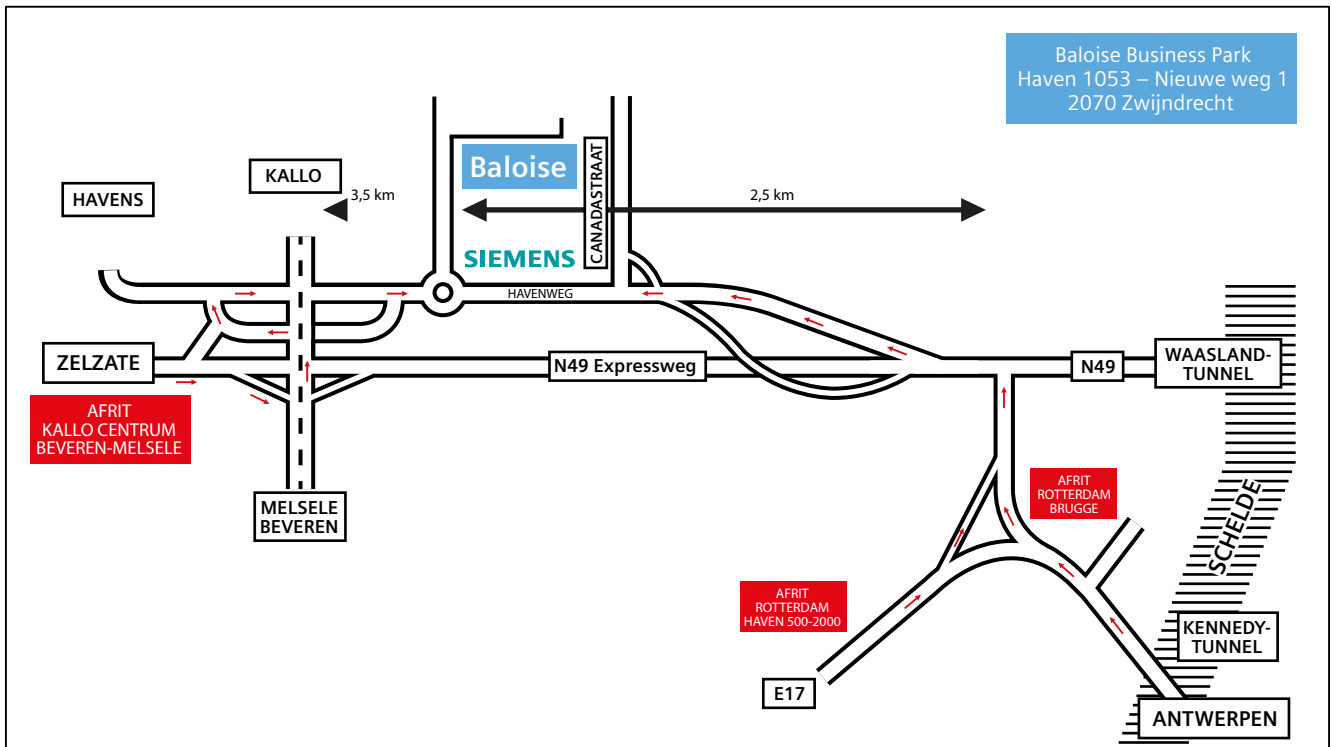 Baloise Business Park
Haven 1053 – Nieuwe weg 1
2070 Zwijndrecht
KALLO
HAVENS
3,5 km
Baloise
CANADASTRAAT
2,5 km
SIEMENS
HAVENWEG
ZELZATE
N49 Expressweg
N49
WAASLAND-
TUNNEL
AFRIT
KALLO CENTRUM
BEVEREN-MELSELE
MELSELE
BEVEREN
AFRIT
ROTTERDAM
BRUGGE
SCHELDE
AFRIT
ROTTERDAM
HAVEN 500-2000
KENNEDY-
TUNNEL
E17
ANTWERPEN